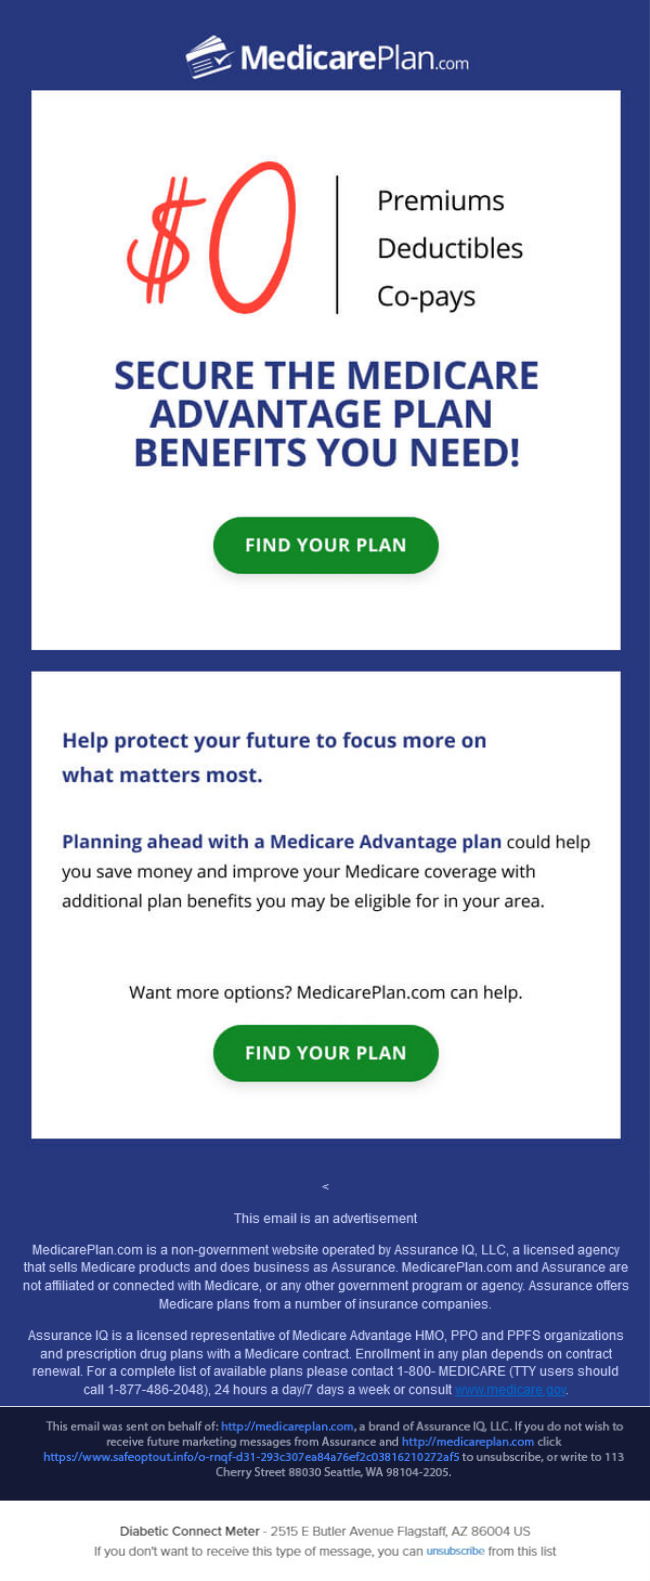 MedicarePlan.com
$0
Premiums
Deductibles
Co-pays
SECURE THE MEDICARE
ADVANTAGE PLAN
BENEFITS YOU NEED!
FIND YOUR PLAN
Help protect your future to focus more on
what matters most.
Planning ahead with a Medicare Advantage plan could help
you save money and improve your Medicare coverage with
additional plan benefits you may be eligible for in your area.
Want more options? MedicarePlan.com can help.
FIND YOUR PLAN
<
This email is an advertisement
MedicarePlan.com is a non-government website operated by Assurance IQ, LLC, a licensed agency
that sells Medicare products and does business as Assurance. MedicarePlan.com and Assurance are
not affiliated or connected with Medicare, or any other government program or agency. Assurance offers
Medicare plans from a number of insurance companies.
Assurance IQ is a licensed representative of Medicare Advantage HMO, PPO and PPFS organizations
and prescription drug plans with a Medicare contract. Enrollment in any plan depends on contract
renewal. For a complete list of available plans please contact 1-800- MEDICARE (TTY users should
call 1-877-486-2048), 24 hours a day/7 days a week or consult www.medicare.gov.
This email was sent on behalf of: http://medicareplan.com, a brand of Assurance IQ, LLC. If you do not wish to
receive future marketing messages from Assurance and http://medicareplan.com click
https://www.safeoptout.info/o-rnqf-d31-293c307ea84a76ef2c03816210272af5 to unsubscribe, or write to 113
Cherry Street 88030 Seattle, WA 98104-2205.
Diabetic Connect Meter - 2515 E Butler Avenue Flagstaff, AZ 86004 US
If you don't want to receive this type of message, you can unsubscribe from this list